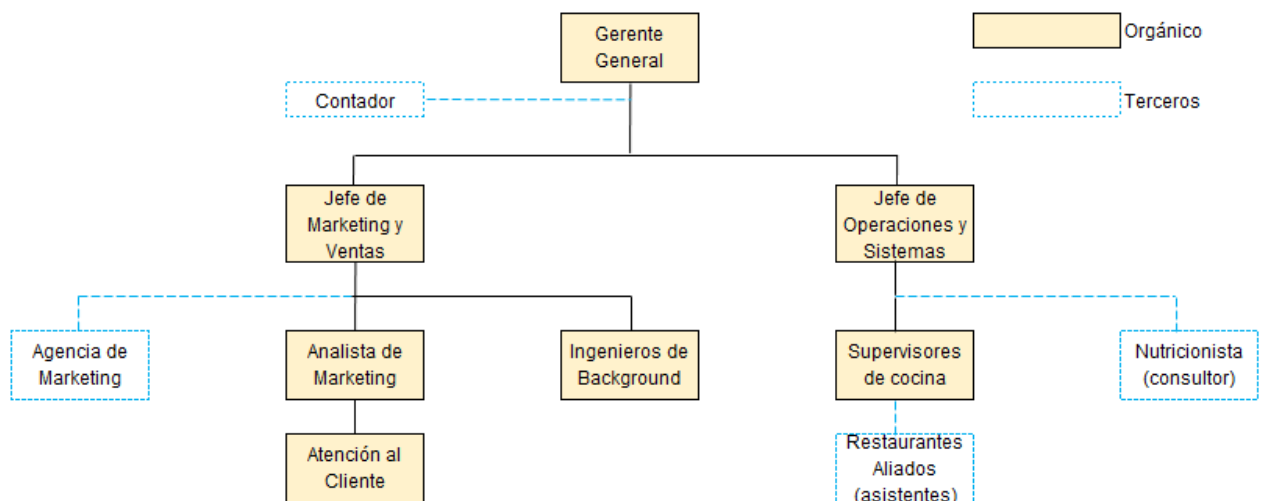 Gerente
General
Orgánico
Contador
Terceros
Jefe de
Marketing y
Ventas
Jefe de
Operaciones y
Sistemas
Agencia de
Marketing
Analista de
Marketing
Ingenieros de
Background
Supervisores
de cocina
Nutricionista
(consultor)
Atención al
Cliente
Restaurantes
Aliados
(asistentes)